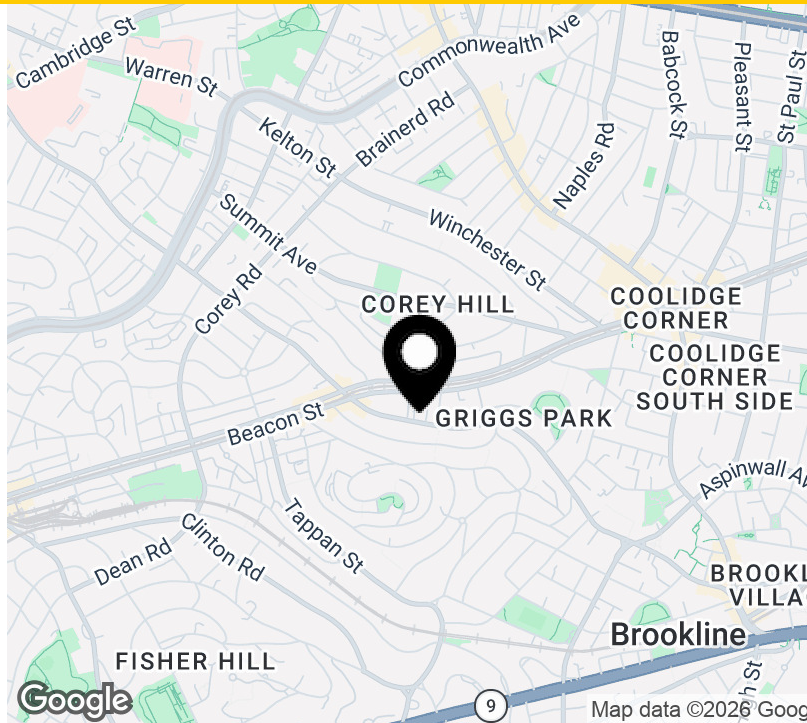 Cambridge St
Warren St
Commonwealth Ave
Babcock St
Pleasant St
St Paul St
Kelton St
Brainerd Rd
Naples Rd
Summit Ave
Winchester St
Corey Rd
COREY HILL
COOLIDGE
CORNER
COOLIDGE
CORNER
SOUTH SIDE
Beacon St
GRIGGS PARK
Aspinwall Av
Tappan St
Clinton Rd
Dean Rd
BROOKL
VILLA
Brookline
FISHER HILL
h St
9
Google
Map data ©2026 Goog